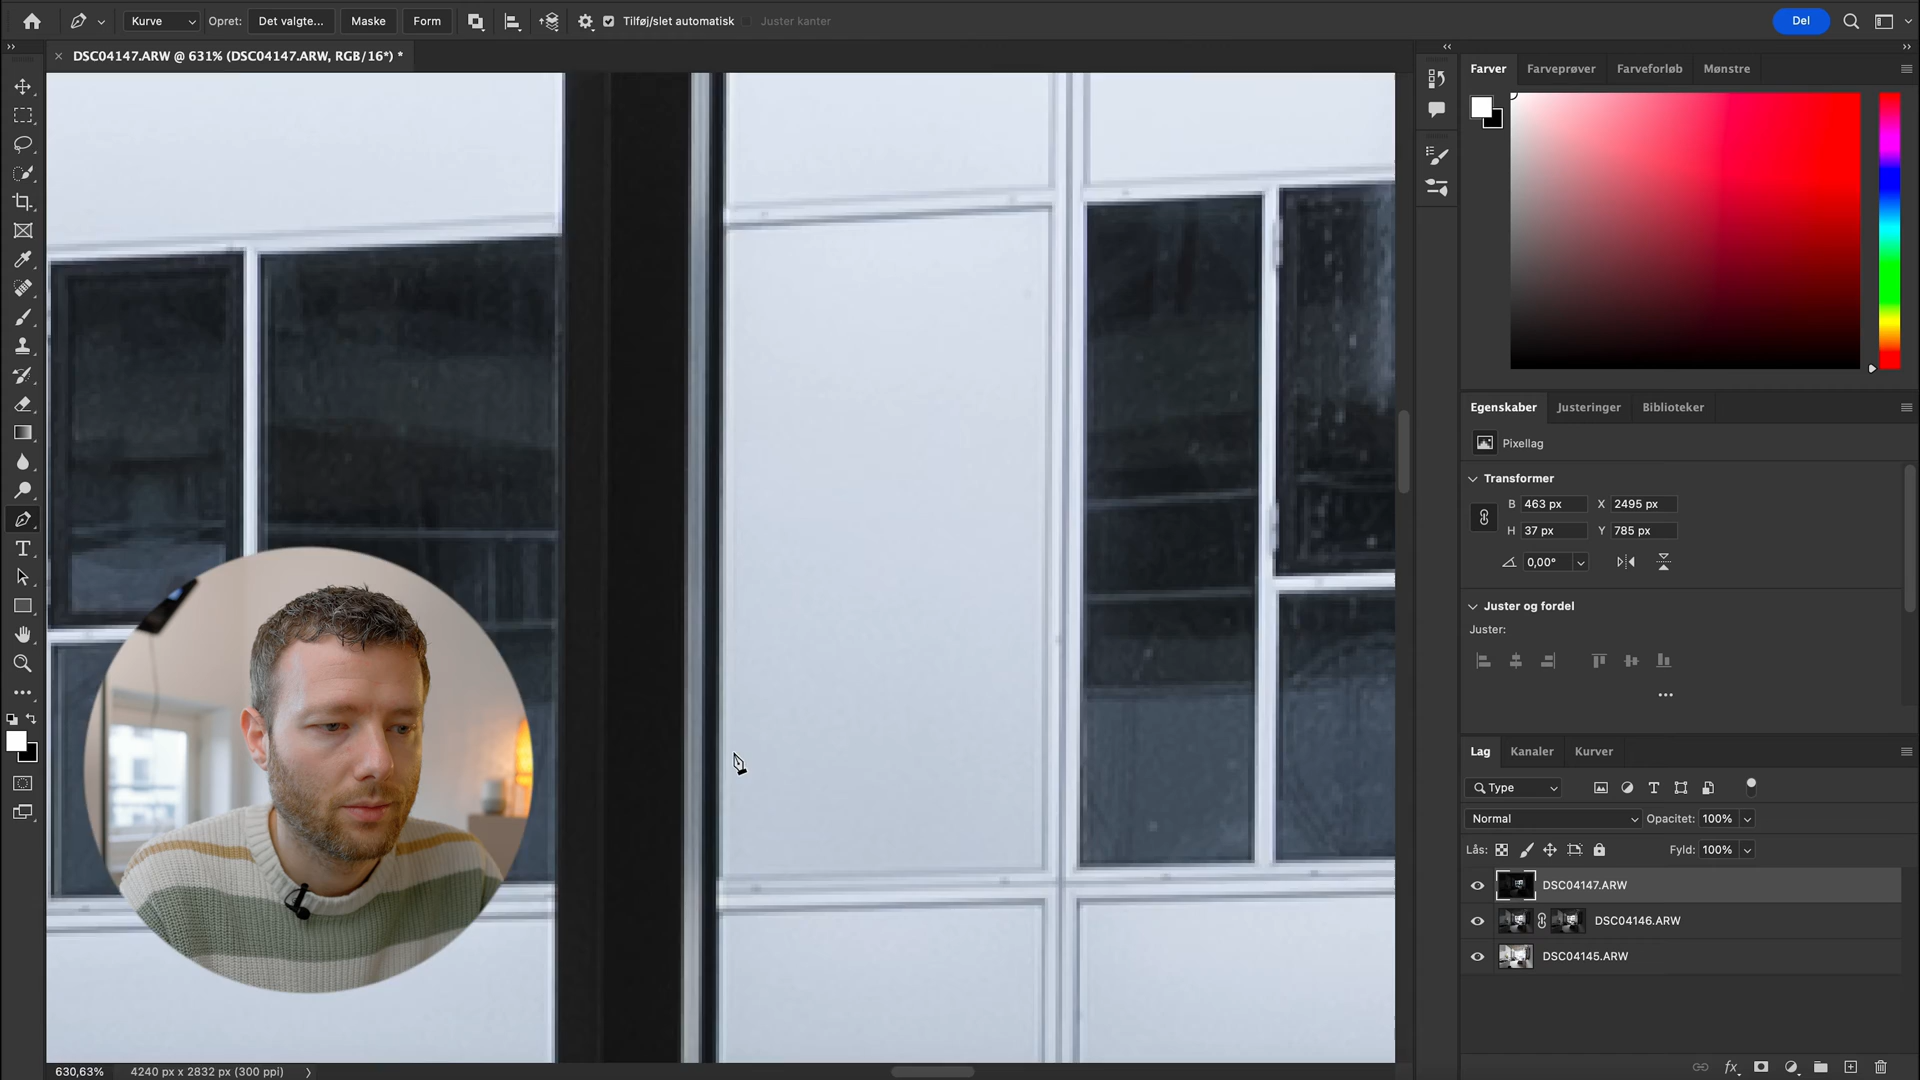 Kurve
Opret:
Det valgte...
Maske
Form
Tilføj/slet automatisk
Juster kanter
Del
DSC04147.ARW @ 631% (DSC04147.ARW, RGB/16*) *
Farver
Farveprøver
Farveforløb
Mønstre
Egenskaber
Justeringer
Biblioteker
Pixellag
Transformer
B 463 px X 2495 px
H 37 px Y 785 px
0,00°
Juster og fordel
Juster:
Lag
Kanaler
Kurver
Type
Normal
Opacitet: 100%
Lås:
Fyld: 100%
DSC04147.ARW
DSC04146.ARW
DSC04145.ARW
fx
630,63%
4240 px x 2832 px (300 ppi)